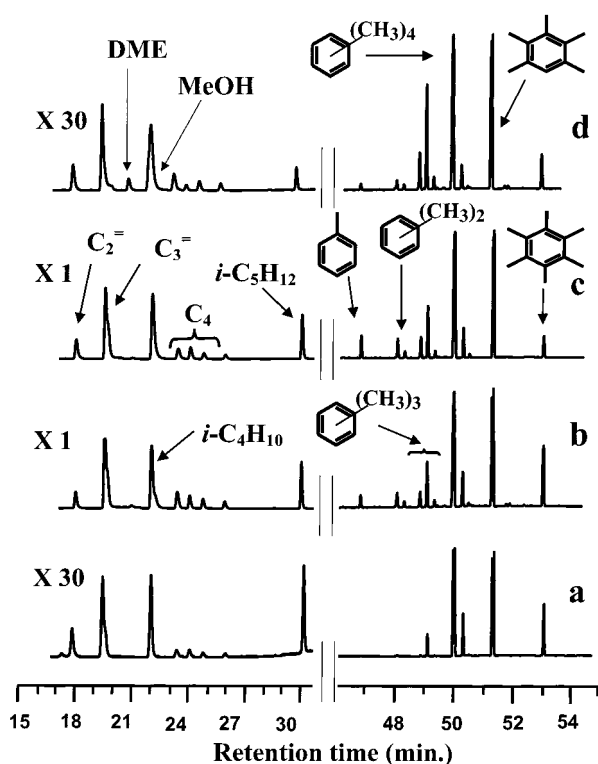 (CH₃)₄
DME
MeOH
X 30
d
(CH₃)₂
C₂⁼
C₃⁼
X 1
i-C₅H₁₂
c
C₄
(CH₃)₃
X 1
i-C₄H₁₀
b
X 30
a
15 18 21 24 27 30 48 50 52 54
Retention time (min.)